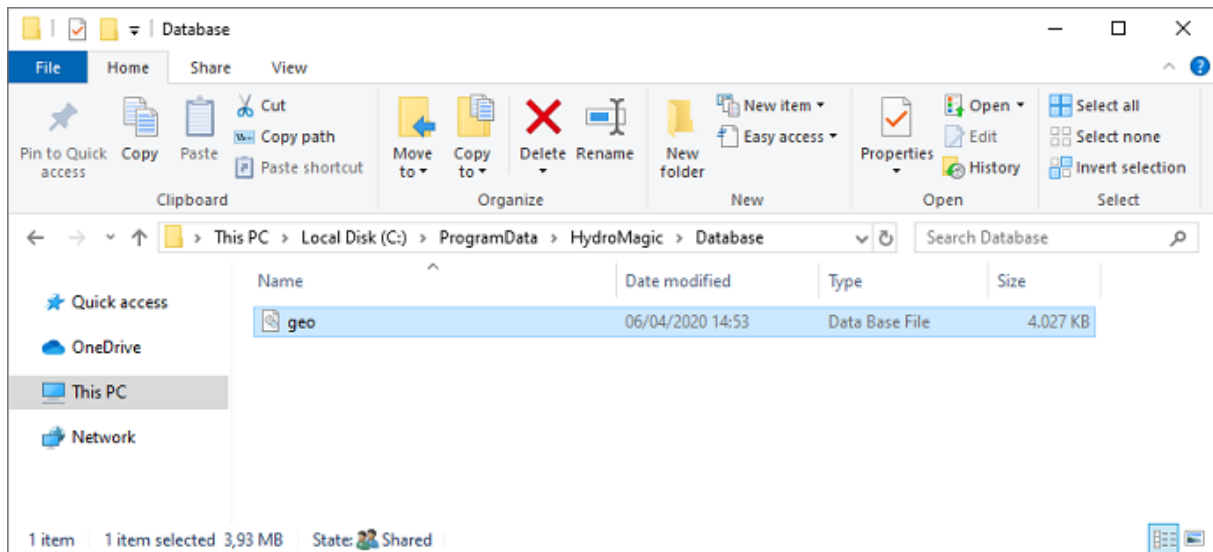 Database
File Home Share View
Pin to Quick access
Copy
Paste
Cut
Copy path
Paste shortcut
Clipboard
Move to
Copy to
Delete
Rename
Organize
New folder
New item
Easy access
New
Properties
Open
Edit
History
Open
Select all
Select none
Invert selection
Select
This PC > Local Disk (C:) > ProgramData > HydroMagic > Database
Search Database
Name Date modified Type Size
geo 06/04/2020 14:53 Data Base File 4.027 KB
Quick access
OneDrive
This PC
Network
1 item 1 item selected 3,93 MB State: Shared